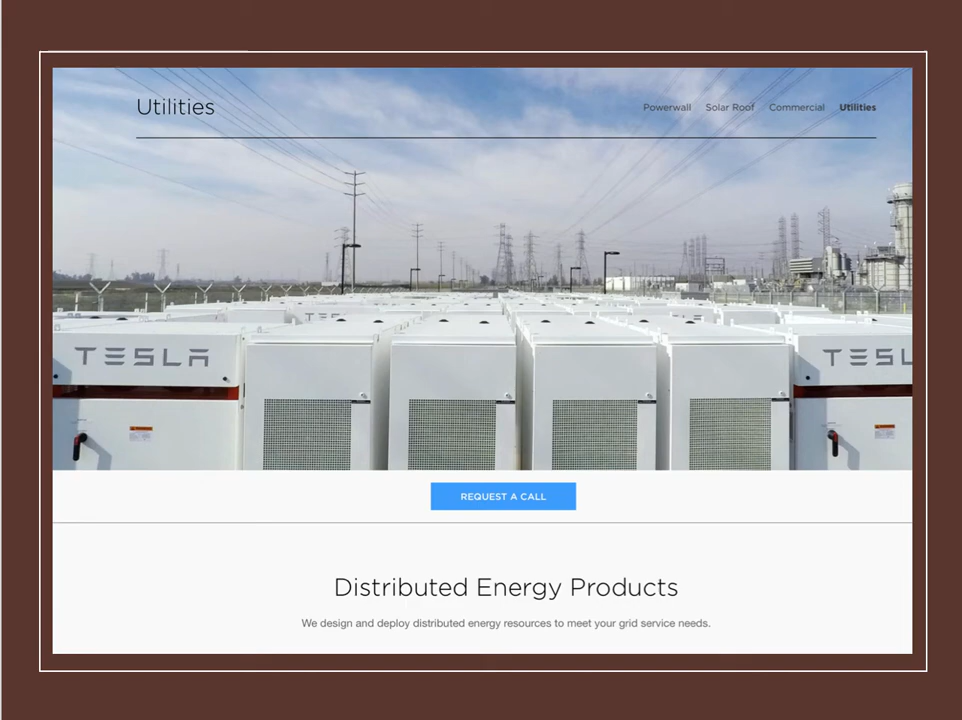 Utilities
Powerwall Solar Roof Commercial Utilities
TESLA
TESL
REQUEST A CALL
Distributed Energy Products
We design and deploy distributed energy resources to meet your grid service needs.